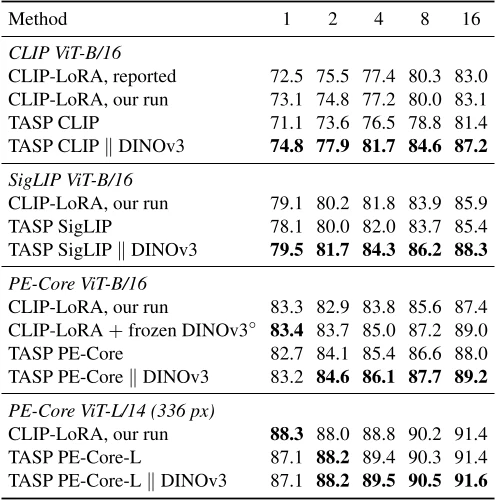 Method 1 2 4 8 16
CLIP ViT-B/16
CLIP-LoRA, reported 72.5 75.5 77.4 80.3 83.0
CLIP-LoRA, our run 73.1 74.8 77.2 80.0 83.1
TASP CLIP 71.1 73.6 76.5 78.8 81.4
TASP CLIP ∥ DINOv3 74.8 77.9 81.7 84.6 87.2
SigLIP ViT-B/16
CLIP-LoRA, our run 79.1 80.2 81.8 83.9 85.9
TASP SigLIP 78.1 80.0 82.0 83.7 85.4
TASP SigLIP ∥ DINOv3 79.5 81.7 84.3 86.2 88.3
PE-Core ViT-B/16
CLIP-LoRA, our run 83.3 82.9 83.8 85.6 87.4
CLIP-LoRA + frozen DINOv3° 83.4 83.7 85.0 87.2 89.0
TASP PE-Core 82.7 84.1 85.4 86.6 88.0
TASP PE-Core ∥ DINOv3 83.2 84.6 86.1 87.7 89.2
PE-Core ViT-L/14 (336 px)
CLIP-LoRA, our run 88.3 88.0 88.8 90.2 91.4
TASP PE-Core-L 87.1 88.2 89.4 90.3 91.4
TASP PE-Core-L ∥ DINOv3 87.1 88.2 89.5 90.5 91.6